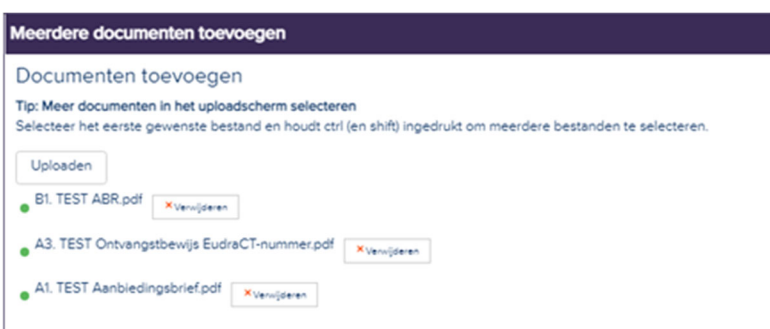 Meerdere documenten toevoegen
Documenten toevoegen
Tip: Meer documenten in het uploadscherm selecteren
Selecteer het eerste gewenste bestand en houdt ctrl (en shift) ingedrukt om meerdere bestanden te selecteren.
Uploaden
B1. TEST ABR.pdf Verwijderen
A3. TEST Ontvangstbewijs EudraCT-nummer.pdf Verwijderen
A1. TEST Aanbiedingsbrief.pdf Verwijderen